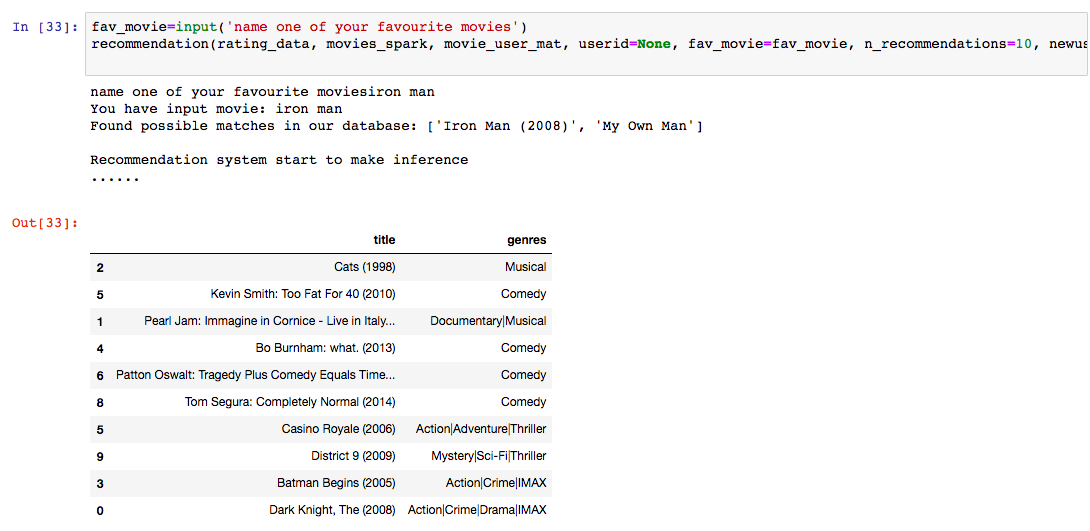 In [33]: fav_movie=input('name one of your favourite movies')
recommendation(rating_data, movies_spark, movie_user_mat, userid=None, fav_movie=fav_movie, n_recommendations=10, newus
name one of your favourite moviesiron man
You have input movie: iron man
Found possible matches in our database: ['Iron Man (2008)', 'My Own Man']
Recommendation system start to make inference
......
Out[33]:
title genres
2 Cats (1998) Musical
5 Kevin Smith: Too Fat For 40 (2010) Comedy
1 Pearl Jam: Immagine in Cornice - Live in Italy... Documentary|Musical
4 Bo Burnham: what. (2013) Comedy
6 Patton Oswalt: Tragedy Plus Comedy Equals Time... Comedy
8 Tom Segura: Completely Normal (2014) Comedy
5 Casino Royale (2006) Action|Adventure|Thriller
9 District 9 (2009) Mystery|Sci-Fi|Thriller
3 Batman Begins (2005) Action|Crime|IMAX
0 Dark Knight, The (2008) Action|Crime|Drama|IMAX